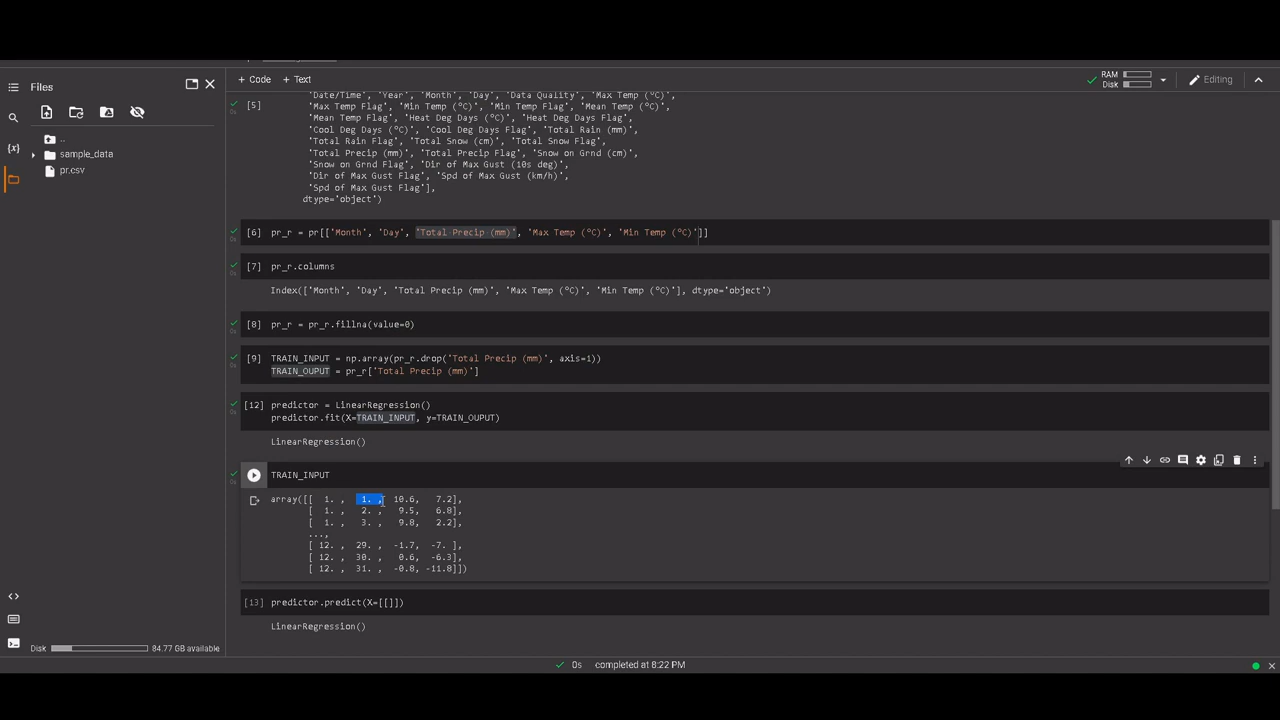 Files
+ Code + Text
RAM
Disk
Editing
..
sample_data
pr.csv
'Date/Time', 'Year', 'Month', 'Day', 'Data Quality', 'Max Temp (°C)',
[5]
'Max Temp Flag', 'Min Temp (°C)', 'Min Temp Flag', 'Mean Temp (°C)',
'Mean Temp Flag', 'Heat Deg Days (°C)', 'Heat Deg Days Flag',
'Cool Deg Days (°C)', 'Cool Deg Days Flag', 'Total Rain (mm)',
'Total Rain Flag', 'Total Snow (cm)', 'Total Snow Flag',
'Total Precip (mm)', 'Total Precip Flag', 'Snow on Grnd (cm)',
'Snow on Grnd Flag', 'Dir of Max Gust (10s deg)',
'Dir of Max Gust Flag', 'Spd of Max Gust (km/h)',
'Spd of Max Gust Flag'],
dtype='object')
[6] pr_r = pr[['Month', 'Day', 'Total Precip (mm)', 'Max Temp (°C)', 'Min Temp (°C)']]
[7] pr_r.columns
Index(['Month', 'Day', 'Total Precip (mm)', 'Max Temp (°C)', 'Min Temp (°C)'], dtype='object')
[8] pr_r = pr_r.fillna(value=0)
[9] TRAIN_INPUT = np.array(pr_r.drop('Total Precip (mm)', axis=1))
TRAIN_OUPUT = pr_r['Total Precip (mm)']
[12] predictor = LinearRegression()
predictor.fit(X=TRAIN_INPUT, y=TRAIN_OUPUT)
LinearRegression()
TRAIN_INPUT
array([[ 1. , 1. , 10.6, 7.2],
[ 1. , 2. , 9.5, 6.8],
[ 1. , 3. , 9.8, 2.2],
...,
[ 12. , 29. , -1.7, -7. ],
[ 12. , 30. , 0.6, -6.3],
[ 12. , 31. , -0.8, -11.8]])
[13] predictor.predict(X=[[]])
LinearRegression()
Disk 84.77 GB available
0s completed at 8:22 PM